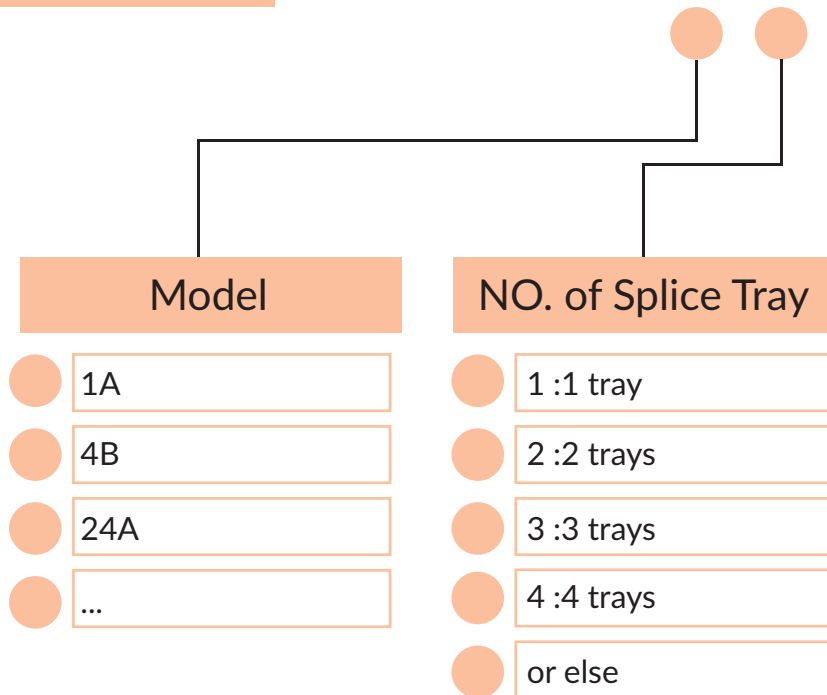 Model
1A
4B
24A
...
NO. of Splice Tray
1 :1 tray
2 :2 trays
3 :3 trays
4 :4 trays
or else